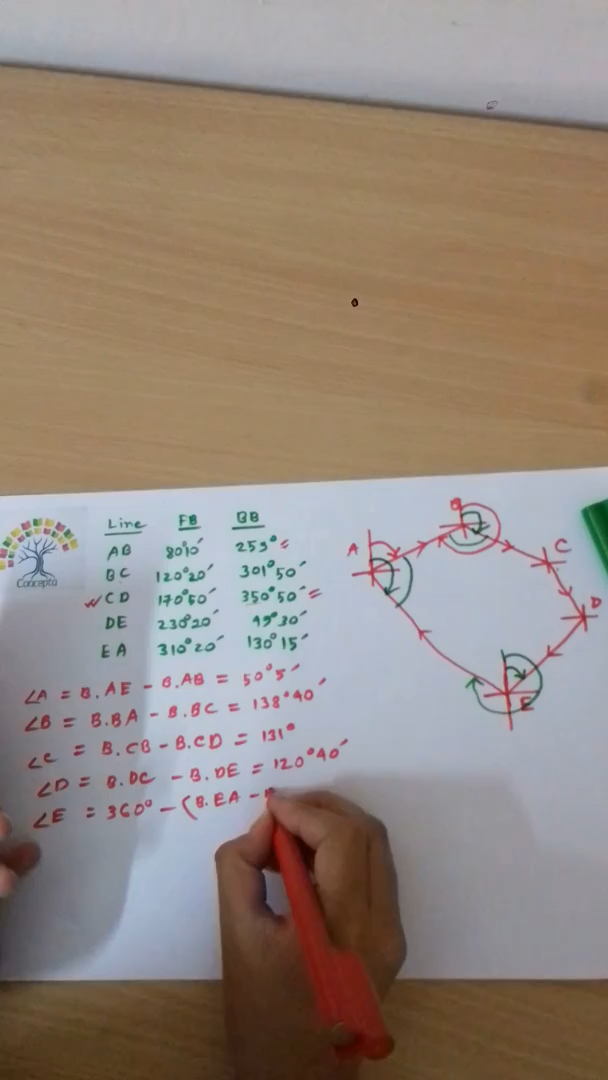 Concepta
Line FB BB
AB 80°10′ 259°
BC 120°20′ 301°50′
CD 170°50′ 350°50′
DE 230°20′ 49°30′
EA 310°20′ 130°15′
∠A = B.AE - B.AB = 50°5′
∠B = B.BA - B.BC = 138°40′
∠C = B.CB - B.CD = 131°
∠D = B.DC - B.DE = 120°40′
∠E = 360° - (B.EA -
B
A
C
D
E